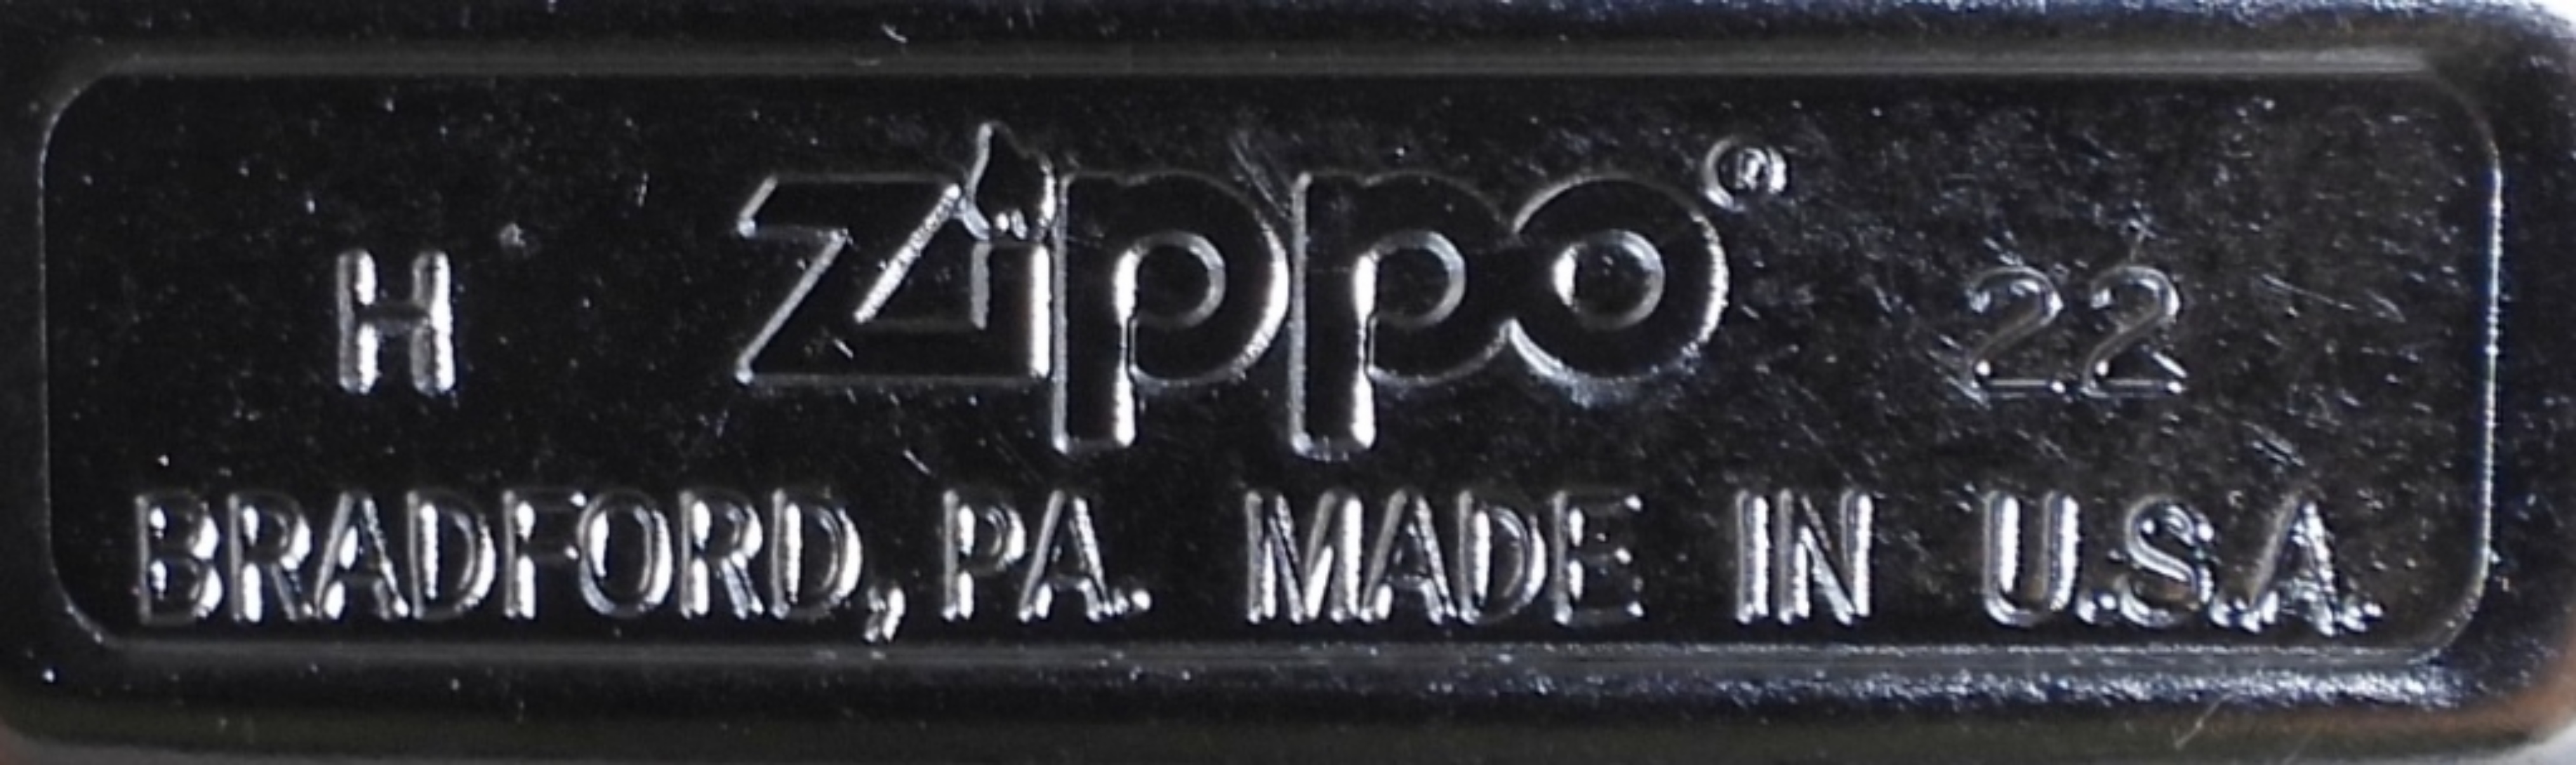 H Zippo® 22
BRADFORD, PA. MADE IN U.S.A.